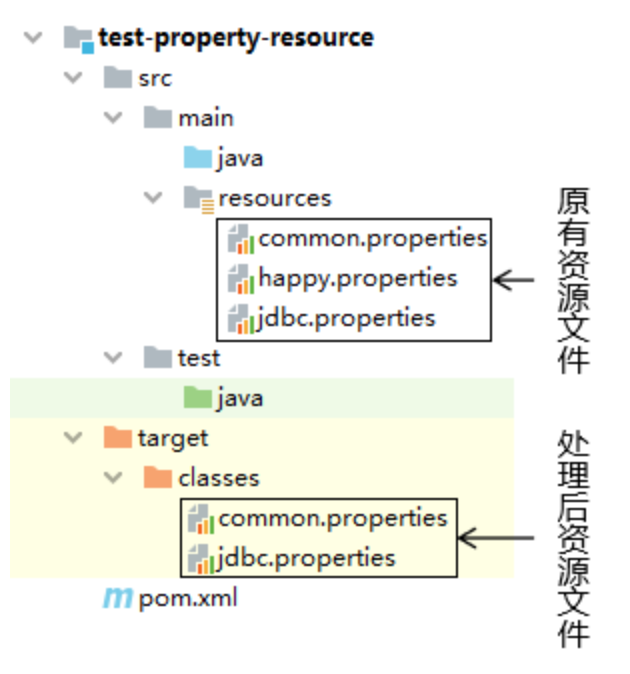 test-property-resource
src
main
java
resources
common.properties
happy.properties
jdbc.properties
原有资源文件
test
java
target
classes
common.properties
jdbc.properties
处理后资源文件
m pom.xml